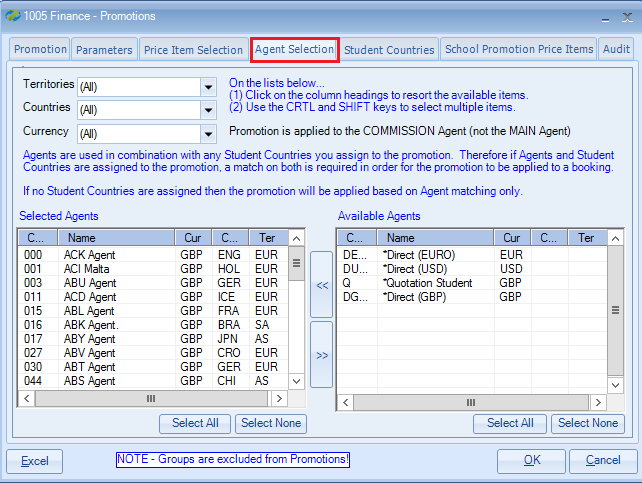 1005 Finance - Promotions
Promotion Parameters Price Item Selection Agent Selection Student Countries School Promotion Price Items Audit
Territories (All)
Countries (All)
Currency (All)
On the lists below...
(1) Click on the column headings to resort the available items.
(2) Use the CRTL and SHIFT keys to select multiple items.
Promotion is applied to the COMMISSION Agent (not the MAIN Agent)
Agents are used in combination with any Student Countries you assign to the promotion. Therefore if Agents and Student
Countries are assigned to the promotion, a match on both is required in order for the promotion to be applied to a booking.
If no Student Countries are assigned then the promotion will be applied based on Agent matching only.
Selected Agents
C... Name Cur C... Ter
000 ACK Agent GBP ENG EUR
001 ACI Malta GBP HOL EUR
003 ABU Agent GBP GER EUR
011 ACD Agent GBP ICE EUR
015 ABL Agent GBP FRA EUR
016 ABK Agent. GBP BRA SA
017 ABY Agent GBP JPN AS
027 ABV Agent GBP CRO EUR
030 ABT Agent GBP GER EUR
044 ABS Agent GBP CHI AS
Select All Select None
<<
>>
Available Agents
C... Name Cur C... Ter
DE... *Direct (EURO) EUR
DU... *Direct (USD) USD
Q *Quotation Student GBP
DG... *Direct (GBP) GBP
Select All Select None
Excel
NOTE - Groups are excluded from Promotions!
OK Cancel